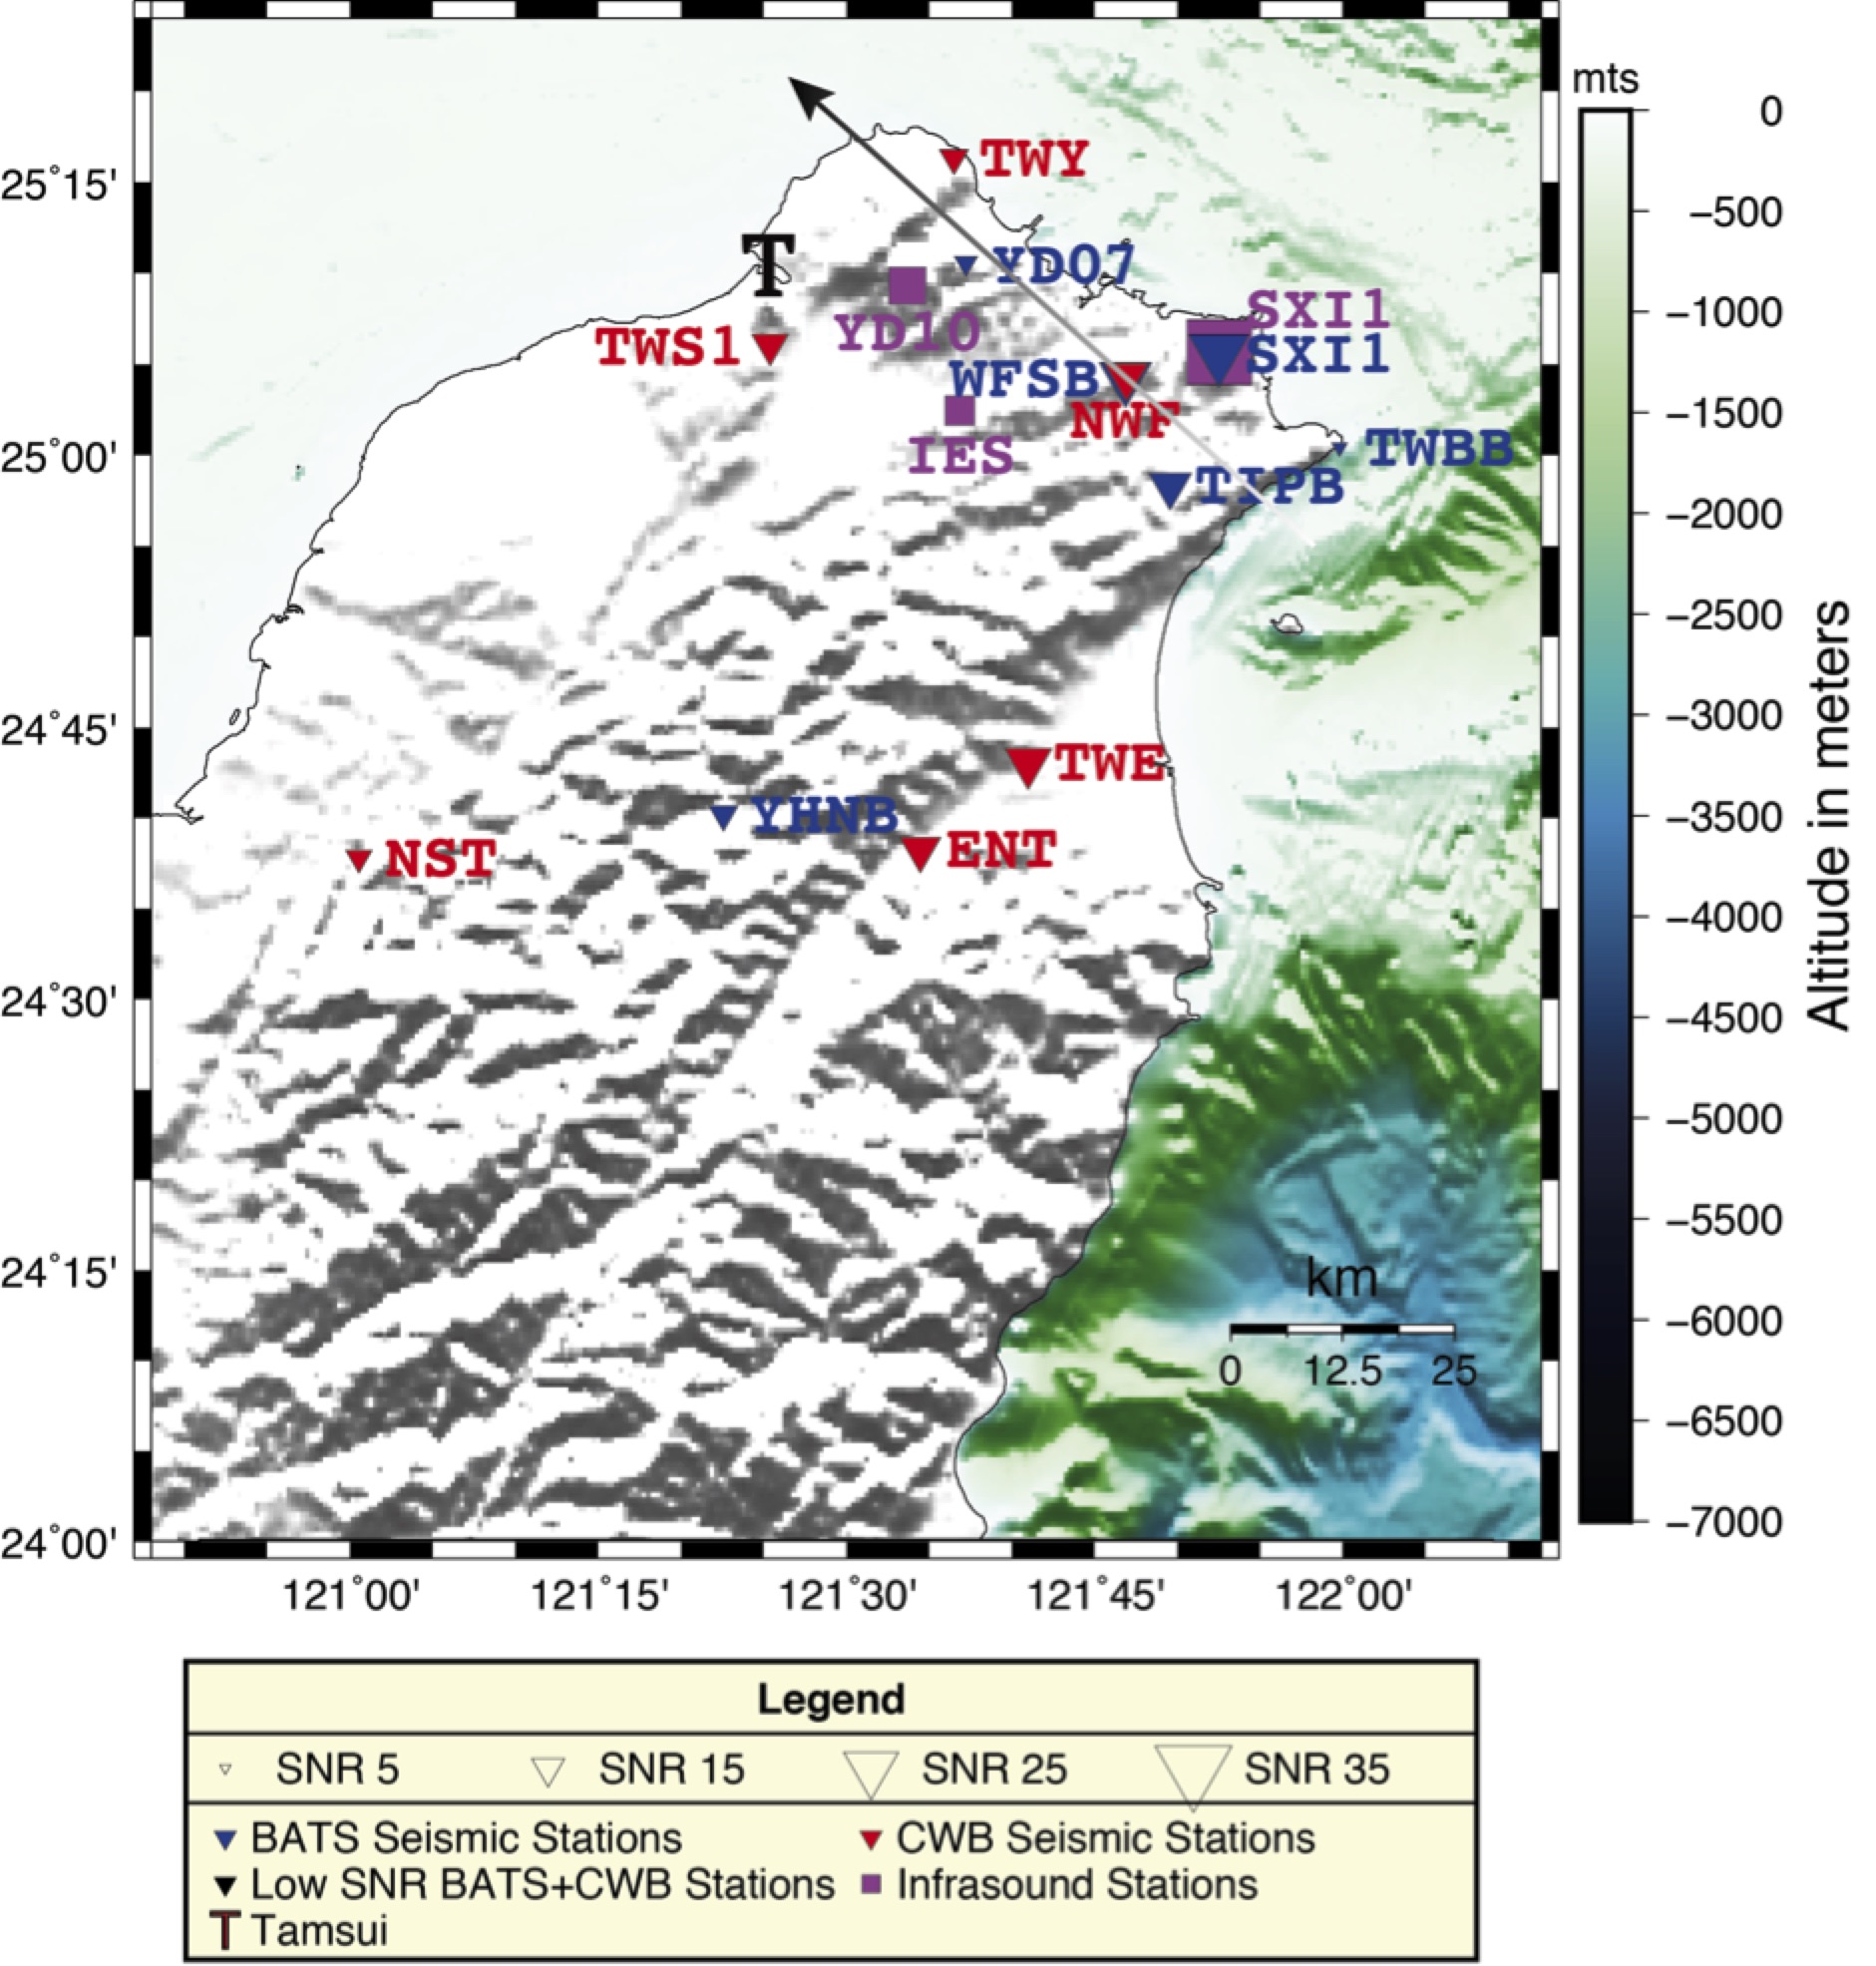 mts
0
−500
−1000
−1500
−2000
−2500
−3000
−3500
−4000
−4500
−5000
−5500
−6000
−6500
−7000
Altitude in meters
25°15'
25°00'
24°45'
24°30'
24°15'
24°00'
121°00' 121°15' 121°30' 121°45' 122°00'
TWY
T
YD07
SXI1
YD10
TWS1
SXI1
WFSB
NWF
IES
TWBB
TIPB
TWE
YHNB
ENT
NST
km
0 12.5 25
Legend
SNR 5 SNR 15 SNR 25 SNR 35
BATS Seismic Stations CWB Seismic Stations
Low SNR BATS+CWB Stations Infrasound Stations
T Tamsui